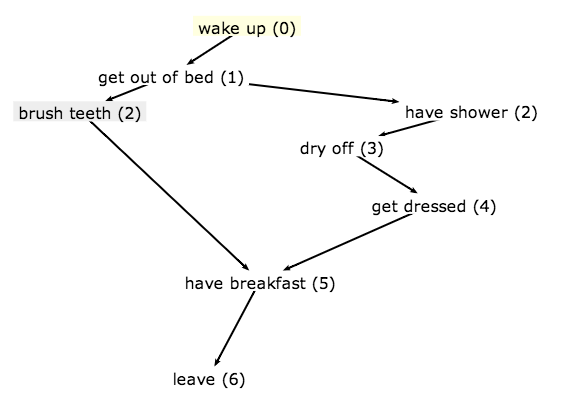 wake up (0)
get out of bed (1)
brush teeth (2)
have shower (2)
dry off (3)
get dressed (4)
have breakfast (5)
leave (6)